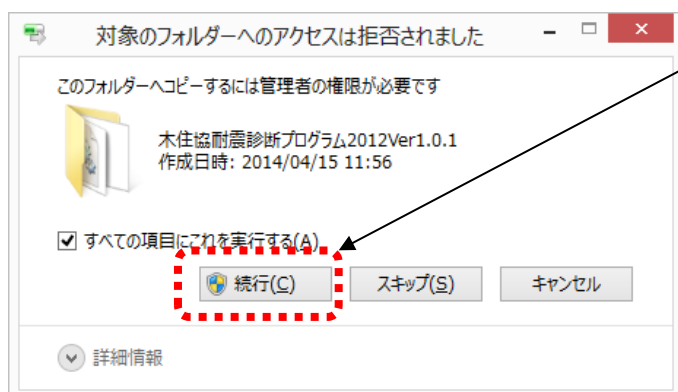 対象のフォルダーへのアクセスは拒否されました
このフォルダーへコピーするには管理者の権限が必要です
木住協耐震診断プログラム2012Ver1.0.1
作成日時: 2014/04/15 11:56
すべての項目にこれを実行する(A)
続行(C)
スキップ(S)
キャンセル
詳細情報